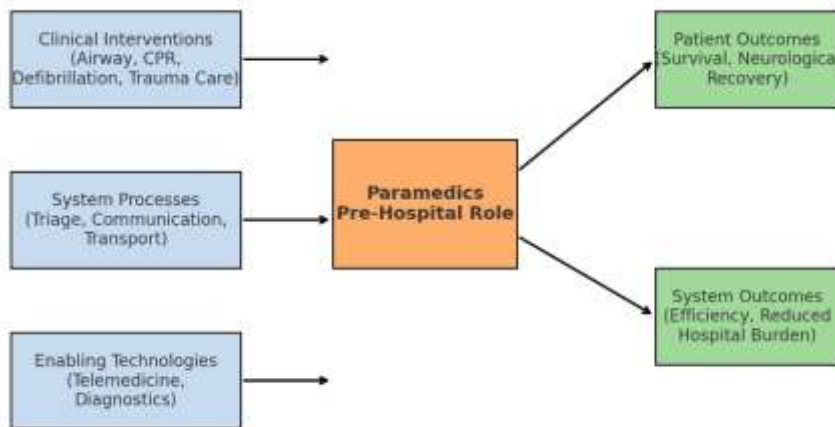 Clinical Interventions
(Airway, CPR,
Defibrillation, Trauma Care)
System Processes
(Triage, Communication,
Transport)
Enabling Technologies
(Telemedicine,
Diagnostics)
Paramedics
Pre-Hospital Role
Patient Outcomes
(Survival, Neurological
Recovery)
System Outcomes
(Efficiency, Reduced
Hospital Burden)